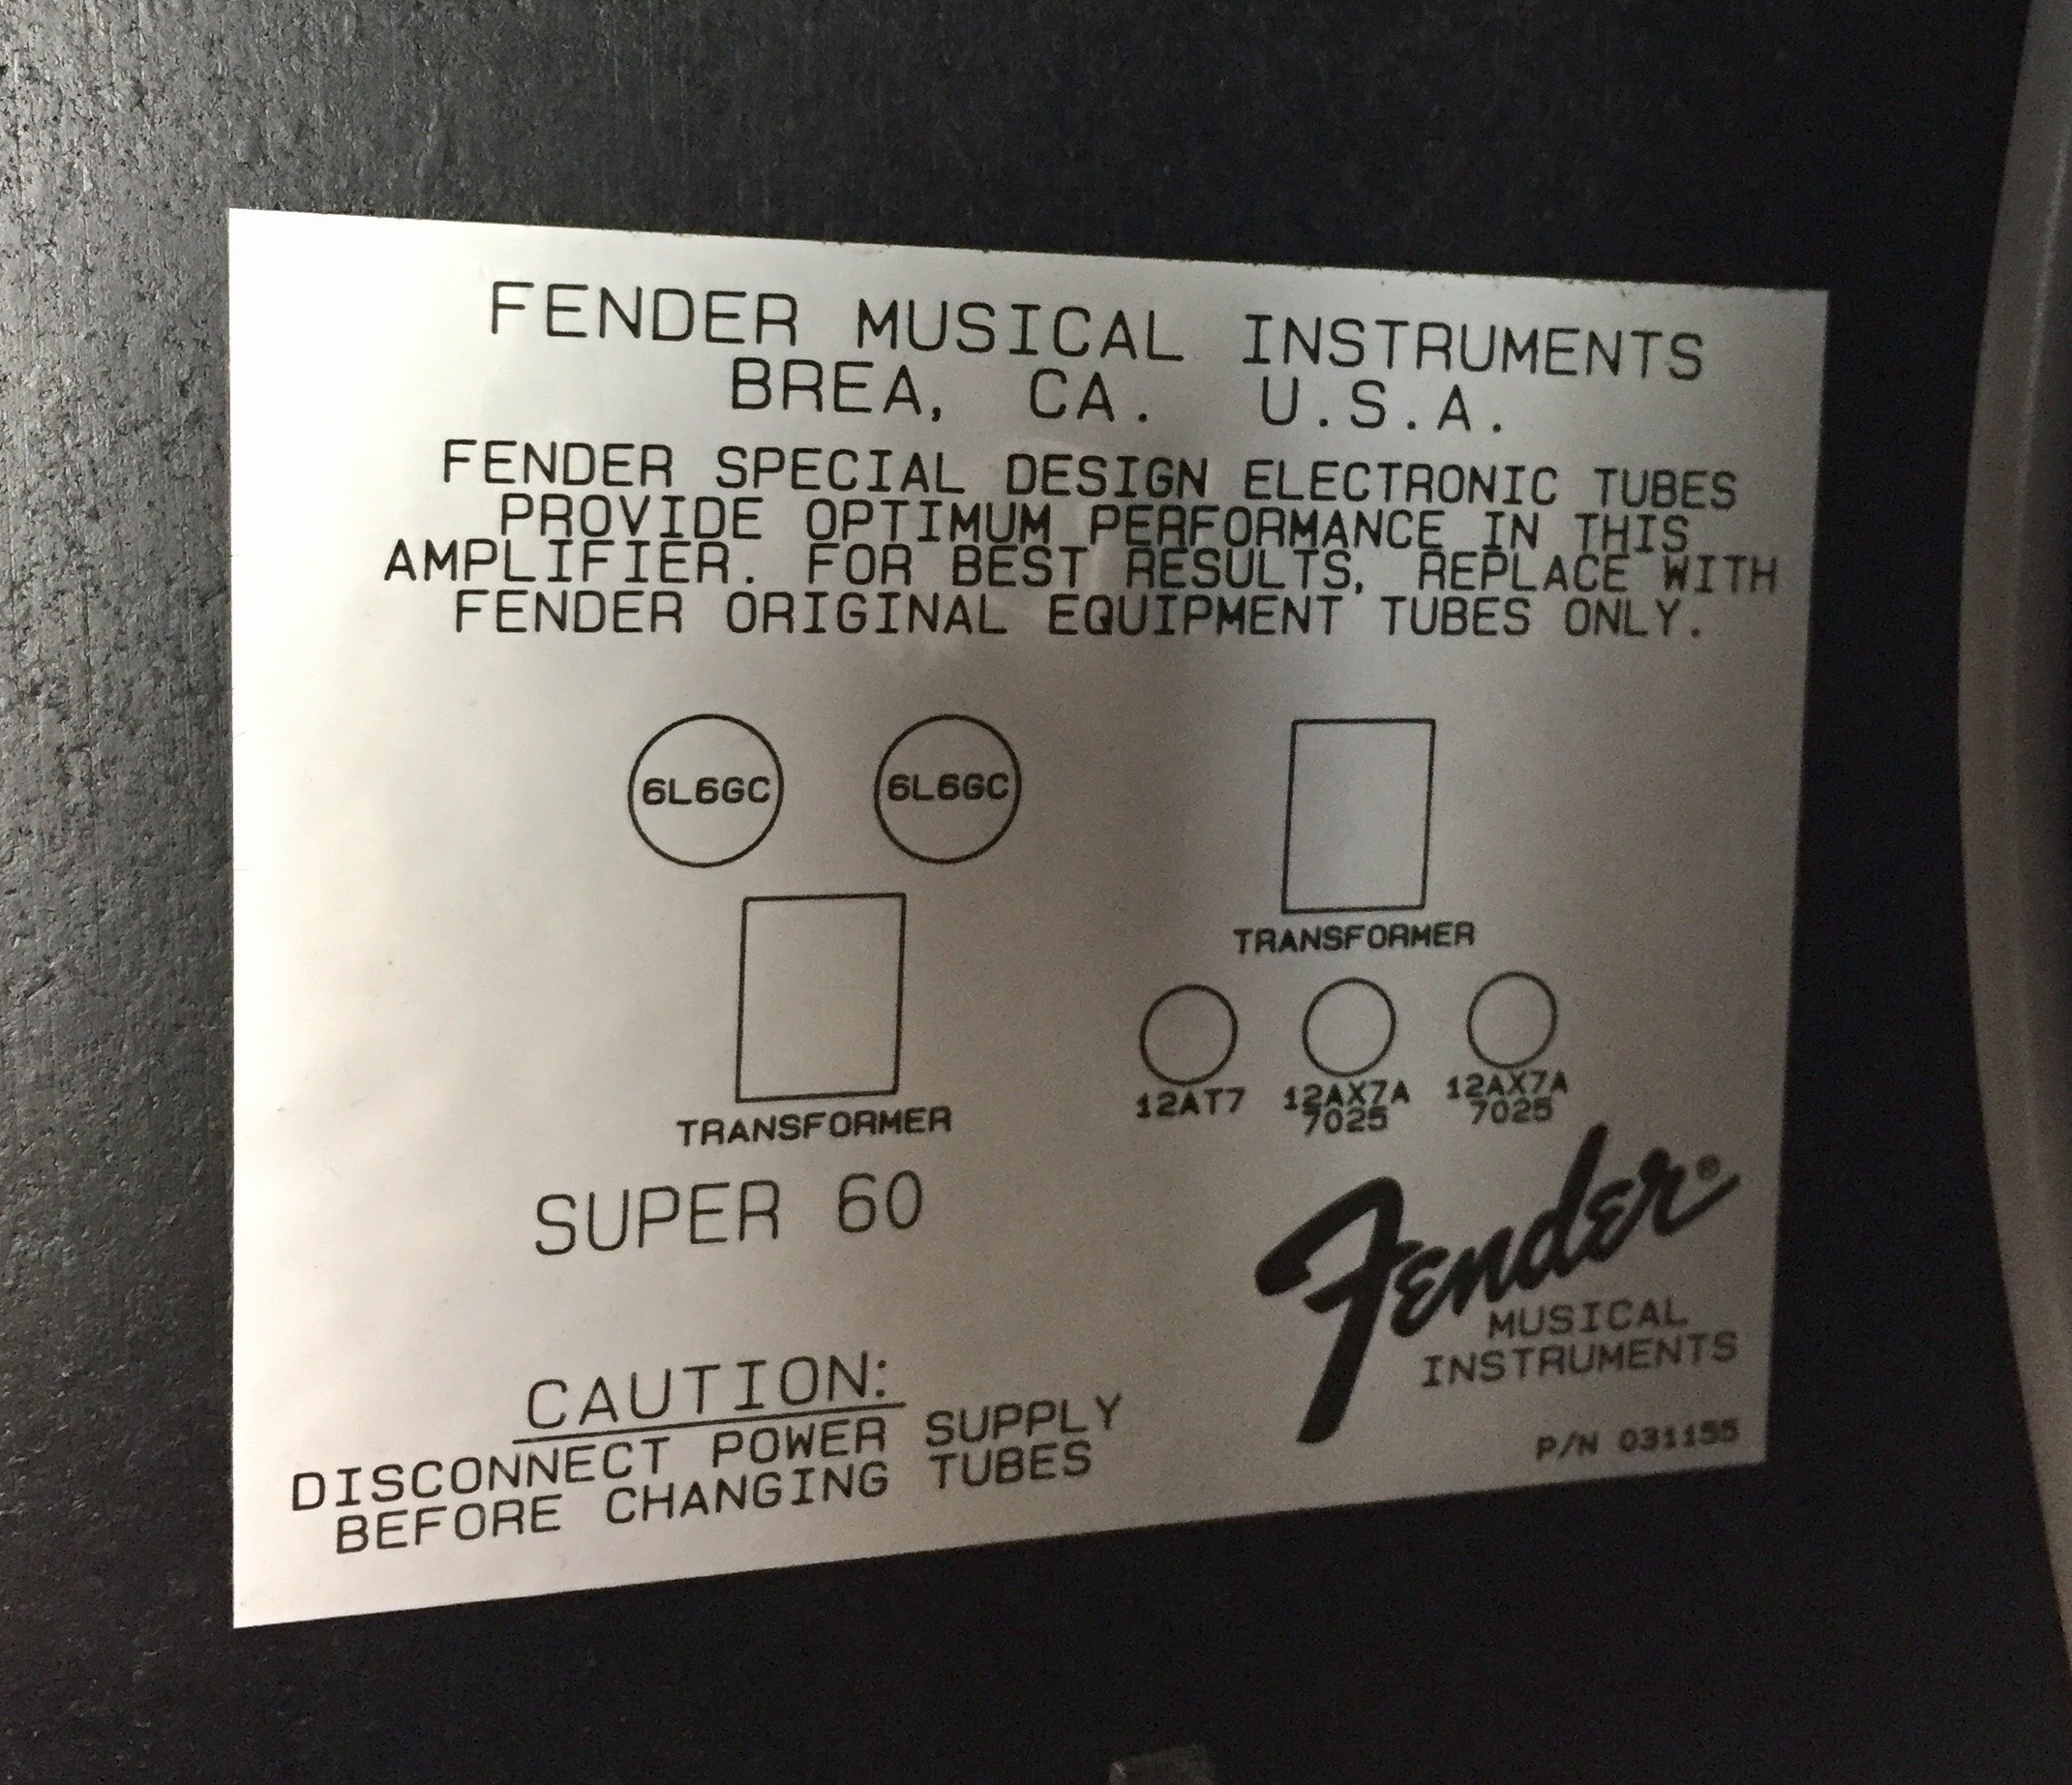 FENDER MUSICAL INSTRUMENTS
BREA, CA. U.S.A.
FENDER SPECIAL DESIGN ELECTRONIC TUBES
PROVIDE OPTIMUM PERFORMANCE IN THIS
AMPLIFIER. FOR BEST RESULTS, REPLACE WITH
FENDER ORIGINAL EQUIPMENT TUBES ONLY.
6L6GC 6L6GC
TRANSFORMER
12AT7 12AX7A 12AX7A
7025 7025
TRANSFORMER
SUPER 60
Fender®
MUSICAL
INSTRUMENTS
CAUTION:
DISCONNECT POWER SUPPLY
BEFORE CHANGING TUBES
P/N 031155